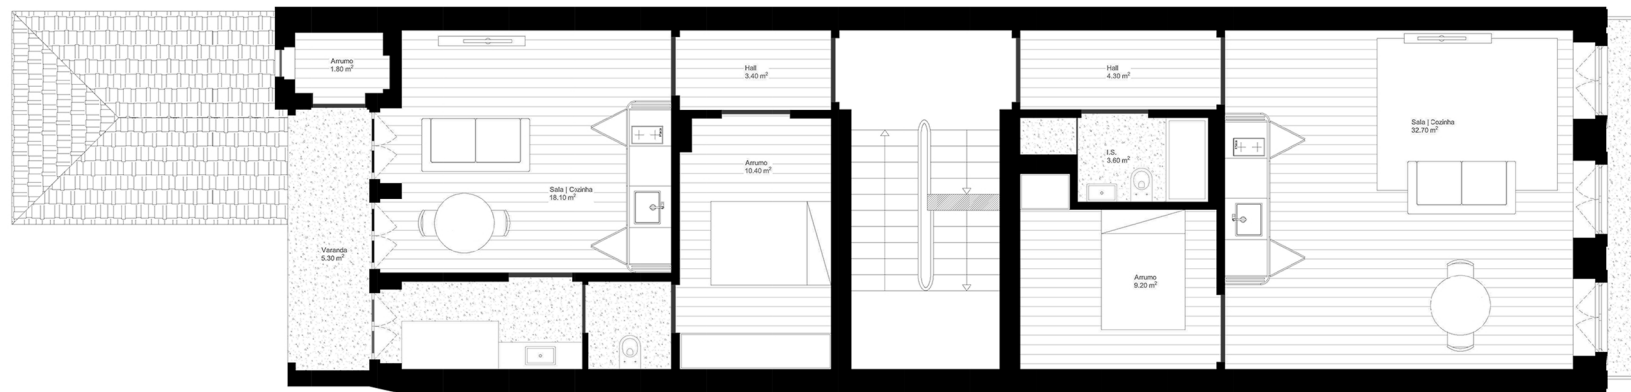 Arrumo
1.80 m²
Hall
3.40 m²
Hall
4.30 m²
Sala | Cozinha
32.70 m²
I.S.
3.60 m²
Arrumo
10.40 m²
Sala | Cozinha
18.10 m²
Varanda
5.30 m²
Arrumo
9.20 m²